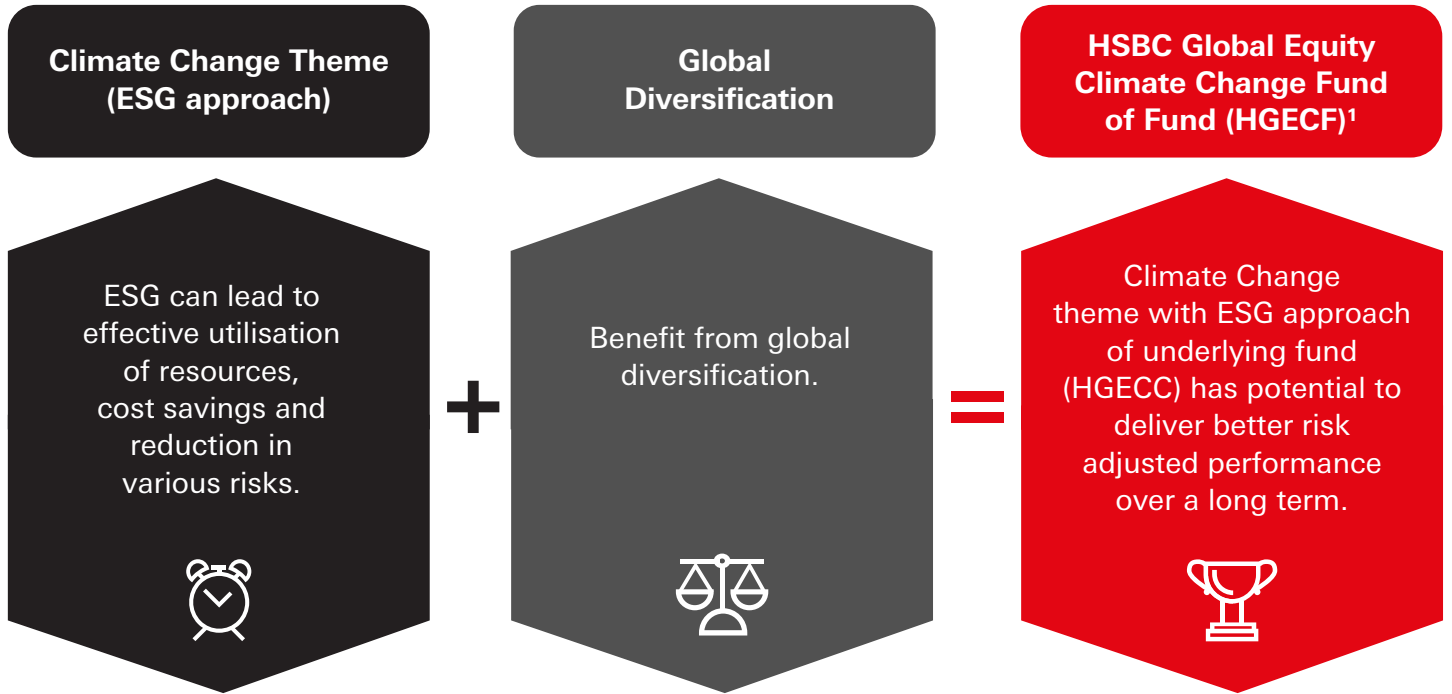 Climate Change Theme
(ESG approach)
Global
Diversification
HSBC Global Equity
Climate Change Fund
of Fund (HGECF)¹
ESG can lead to
effective utilisation
of resources,
cost savings and
reduction in
various risks.
+
Benefit from global
diversification.
=
Climate Change
theme with ESG approach
of underlying fund
(HGECC) has potential to
deliver better risk
adjusted performance
over a long term.